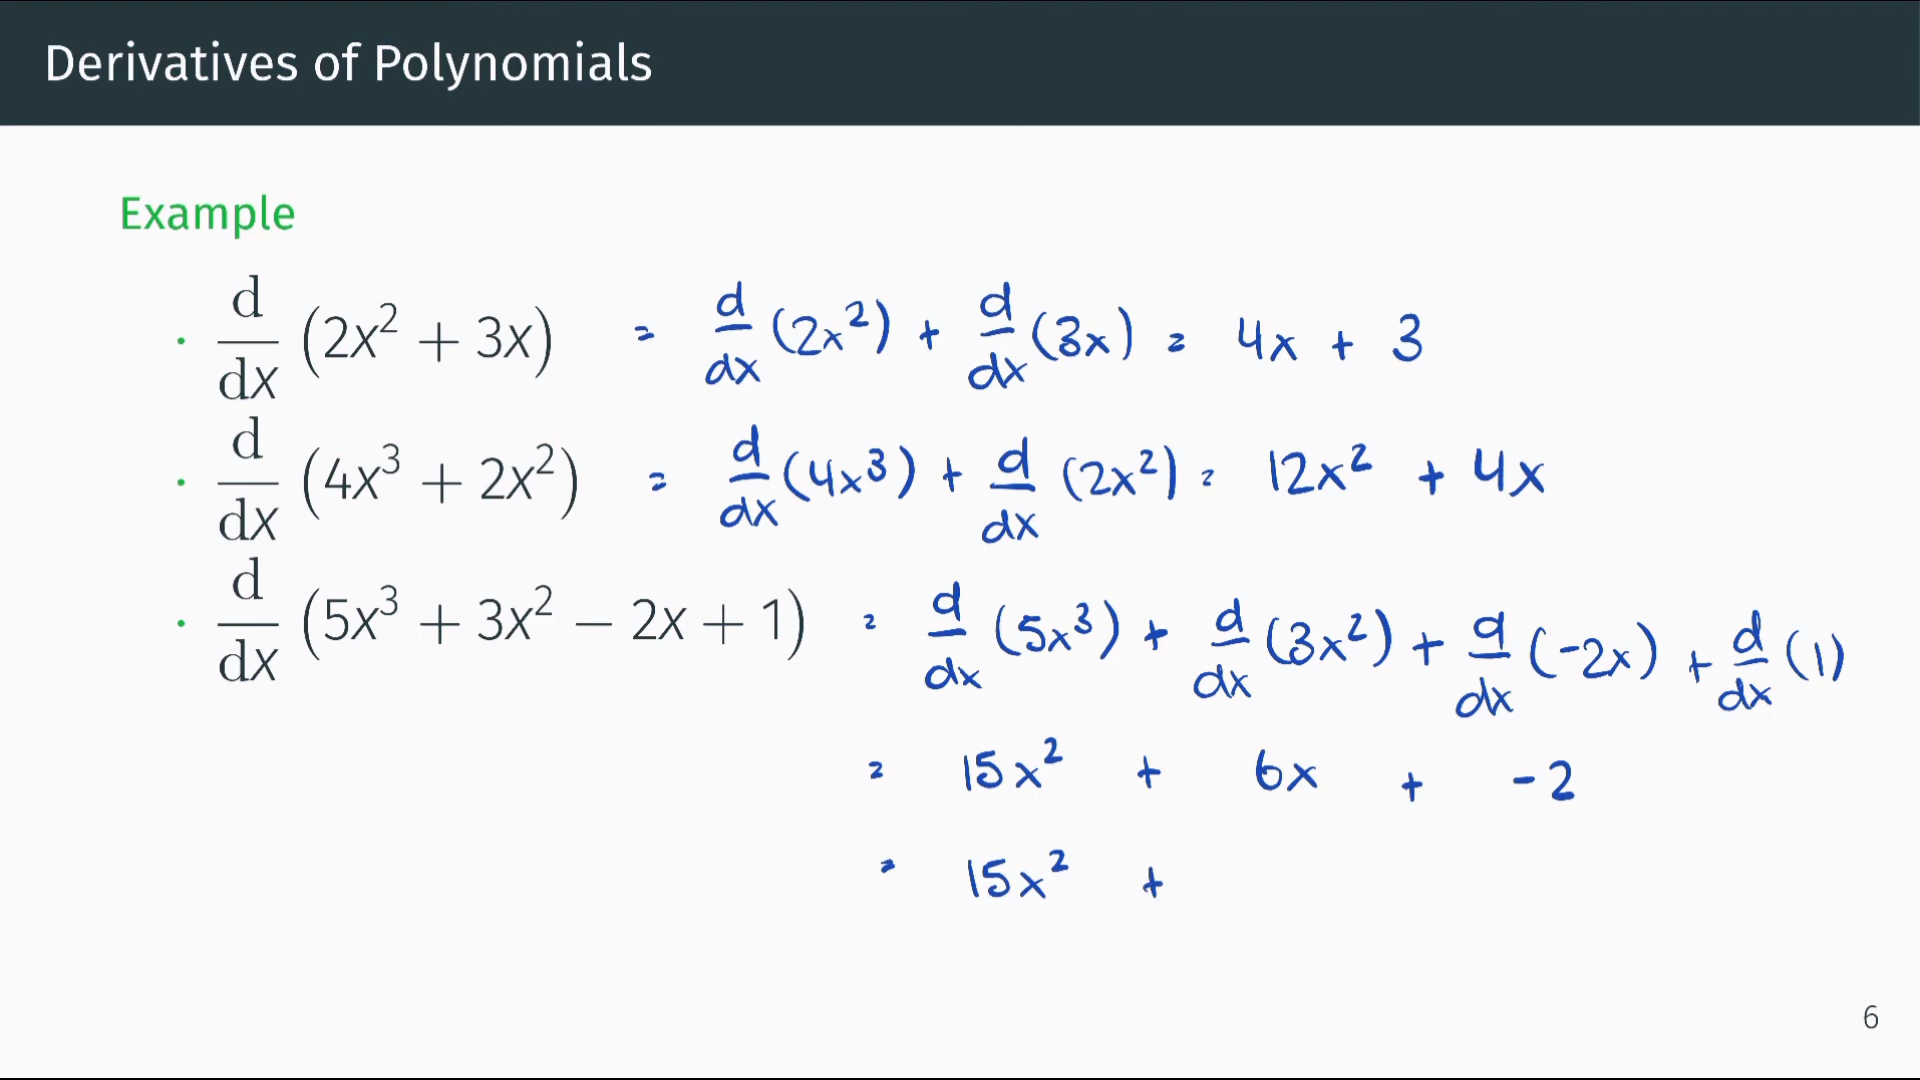 Derivatives of Polynomials
Example
· d/dx (2x² + 3x) = d/dx (2x²) + d/dx (3x) = 4x + 3
· d/dx (4x³ + 2x²) = d/dx (4x³) + d/dx (2x²) = 12x² + 4x
· d/dx (5x³ + 3x² − 2x + 1) = d/dx (5x³) + d/dx (3x²) + d/dx (-2x) + d/dx (1)
= 15x² + 6x + -2
= 15x² +
6